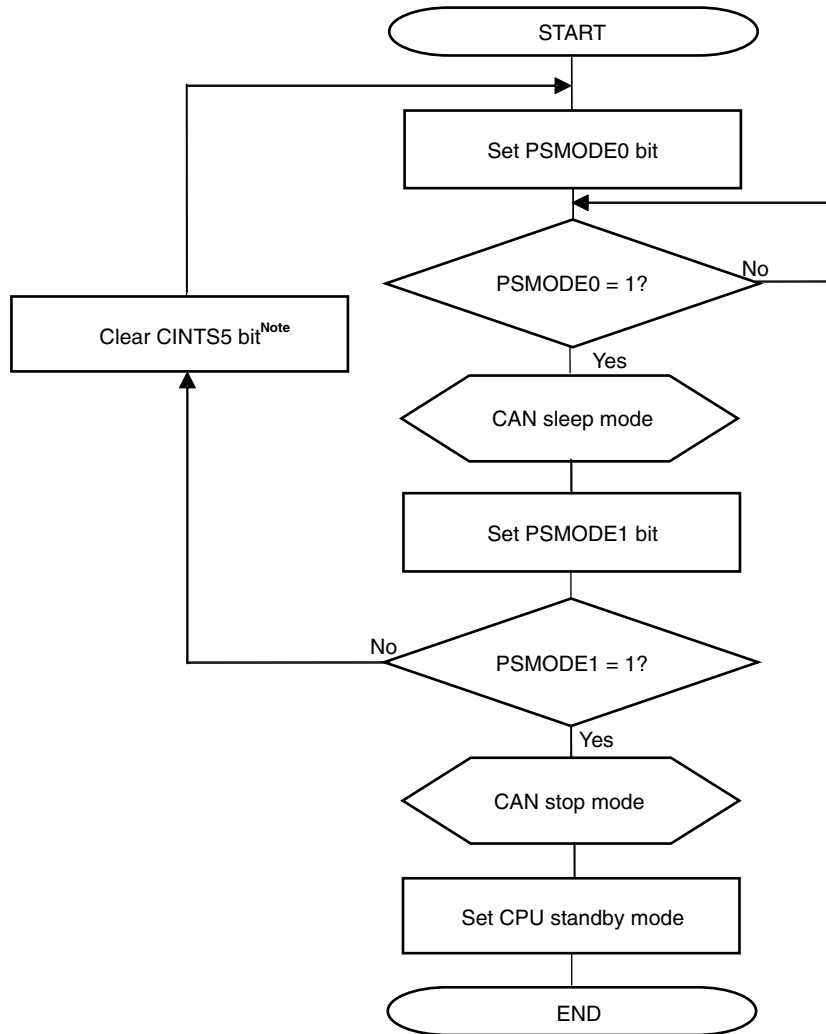 START
Set PSMODE0 bit
PSMODE0 = 1?
No
Clear CINTS5 bitNote
Yes
CAN sleep mode
Set PSMODE1 bit
No
PSMODE1 = 1?
Yes
CAN stop mode
Set CPU standby mode
END